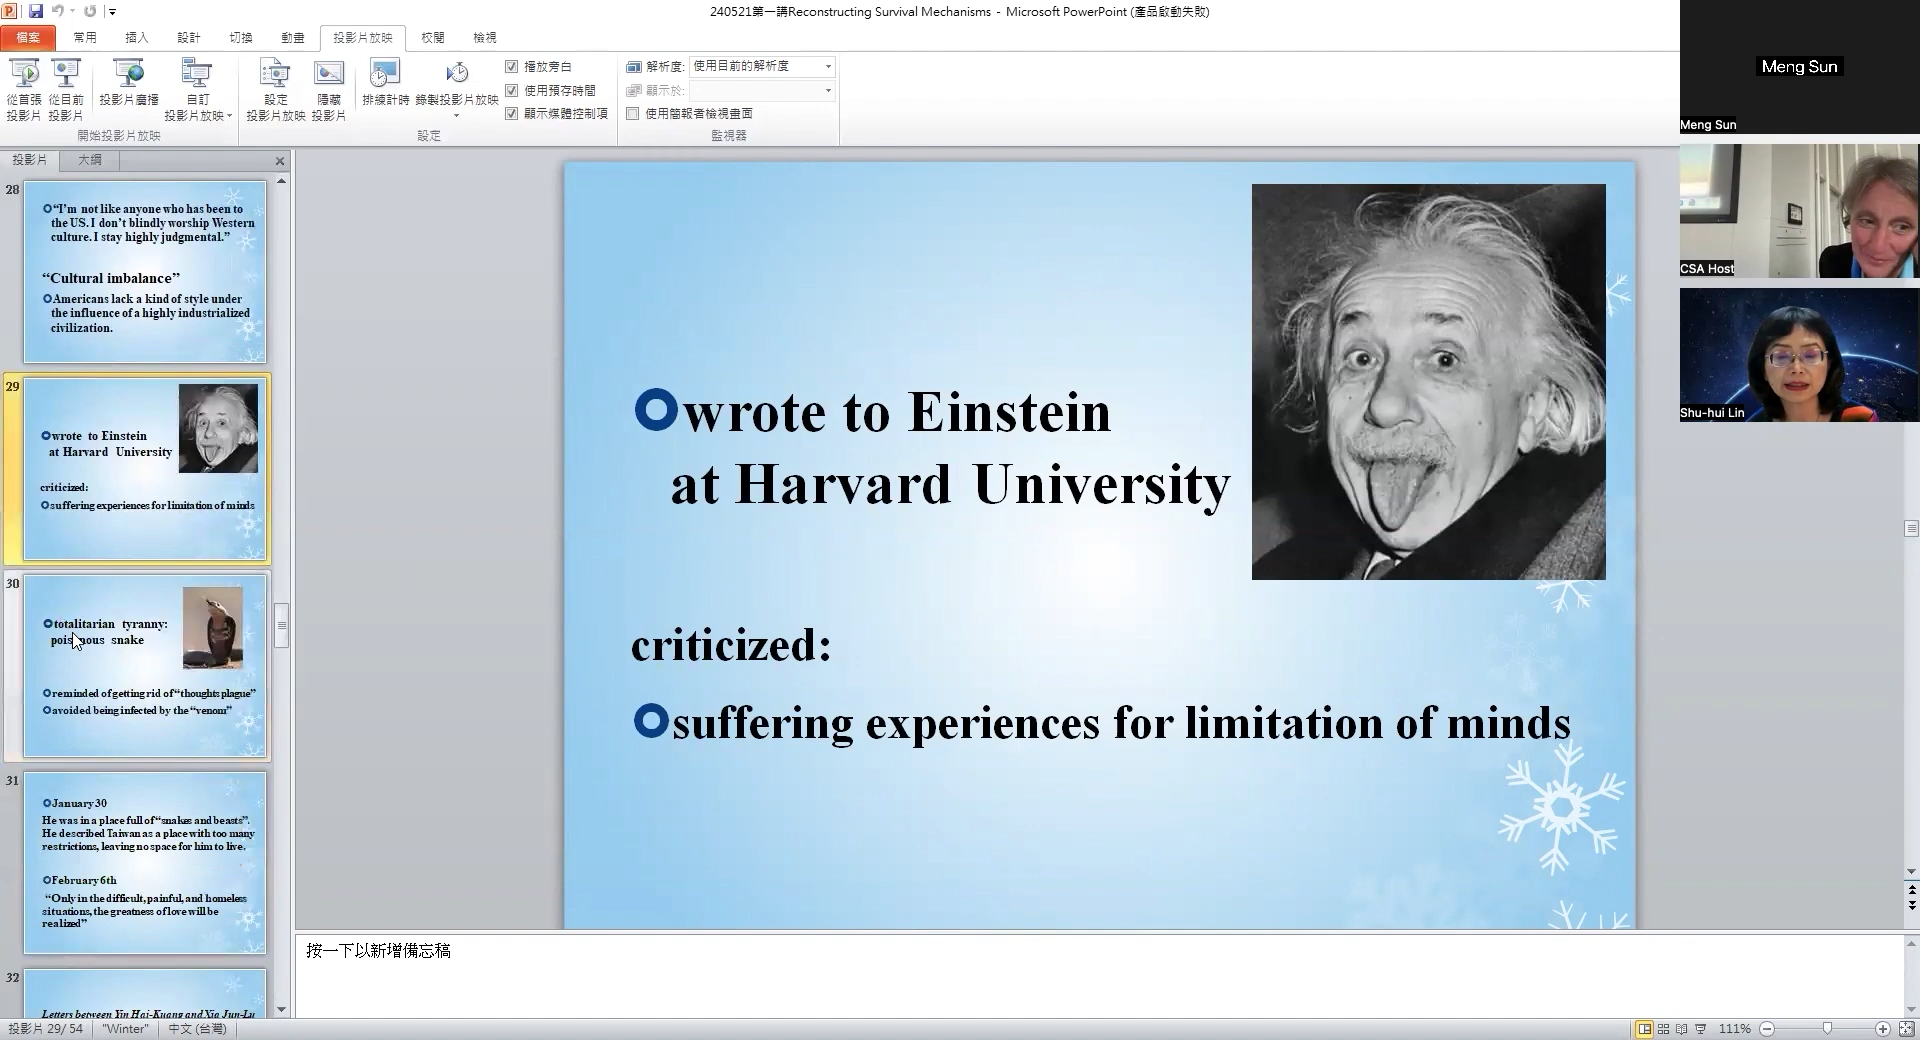 240521第一講Reconstructing Survival Mechanisms - Microsoft PowerPoint (產品啟動失敗)
檔案 常用 插入 設計 切換 動畫 投影片放映 校閱 檢視
從首張
投影片
從目前
投影片
投影片廣播
自訂
投影片放映
開始投影片放映
設定
投影片放映
隱藏
投影片
排練計時
錄製投影片放映
播放旁白
使用預存時間
顯示媒體控制項
設定
解析度: 使用目前的解析度
顯示於:
使用簡報者檢視畫面
監視器
投影片 大綱
28
“I’m not like anyone who has been to
the US. I don’t blindly worship Western
culture. I stay highly judgmental.”
“Cultural imbalance”
Americans lack a kind of style under
the influence of a highly industrialized
civilization.
29
wrote to Einstein
at Harvard University
criticized:
suffering experiences for limitation of minds
30
totalitarian tyranny:
poisonous snake
reminded of getting rid of “thoughts plague”
avoided being infected by the “venom”
31
January 30
He was in a place full of “snakes and beasts”.
He described Taiwan as a place with too many
restrictions, leaving no space for him to live.
February 6th
“Only in the difficult, painful, and homeless
situations, the greatness of love will be
realized”
32
Letters between Yin Hai-Kuang and Xia Jun-Lu
wrote to Einstein
at Harvard University
criticized:
suffering experiences for limitation of minds
按一下以新增備忘稿
Meng Sun
Meng Sun
CSA Host
Shu-hui Lin
投影片 29/ 54 "Winter" 中文 (台灣) 111%